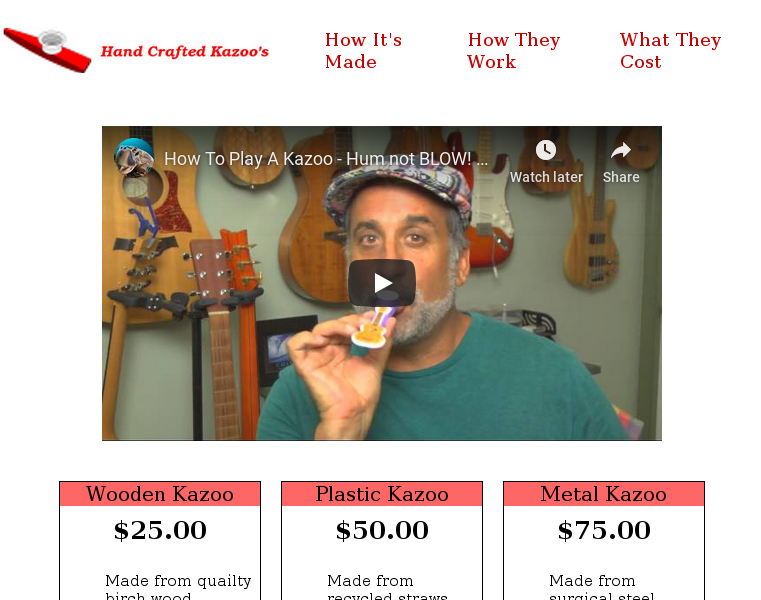 Hand Crafted Kazoo's
How It's
Made
How They
Work
What They
Cost
How To Play A Kazoo - Hum not BLOW! ...
Watch later
Share
Wooden Kazoo
$25.00
Made from quailty
birch wood
Plastic Kazoo
$50.00
Made from
recycled straws
Metal Kazoo
$75.00
Made from
surgical steel